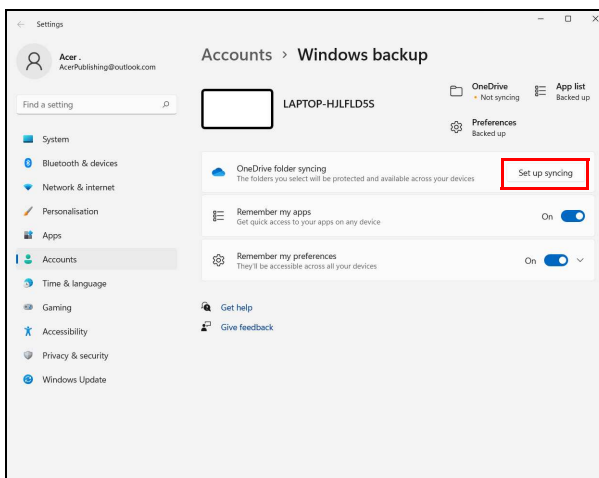 Settings
Acer .
AcerPublishing@outlook.com
Find a setting
System
Bluetooth & devices
Network & internet
Personalisation
Apps
Accounts
Time & language
Gaming
Accessibility
Privacy & security
Windows Update
Accounts > Windows backup
LAPTOP-HJLFLD5S
OneDrive
• Not syncing
App list
Backed up
Preferences
Backed up
OneDrive folder syncing
The folders you select will be protected and available across your devices
Set up syncing
Remember my apps
Get quick access to your apps on any device
On
Remember my preferences
They'll be accessible across all your devices
On
Get help
Give feedback